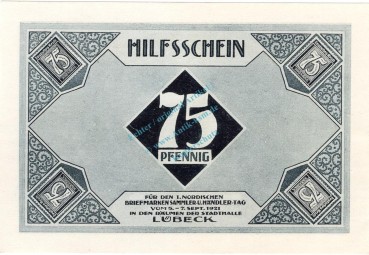 HILFSSCHEIN
75 75
75
PFENNIG
75 75
FÜR DEN I. NORDISCHEN
BRIEFMARKEN SAMMLER-U. HÄNDLER-TAG
VOM 5.-7. SEPT. 1921
IN DEN RÄUMEN DER STADTHALLE
LÜBECK